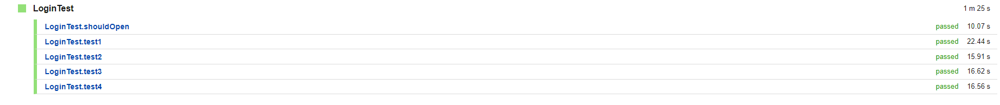 LoginTest 1 m 25 s
LoginTest.shouldOpen passed 10.07 s
LoginTest.test1 passed 22.44 s
LoginTest.test2 passed 15.91 s
LoginTest.test3 passed 16.62 s
LoginTest.test4 passed 16.56 s